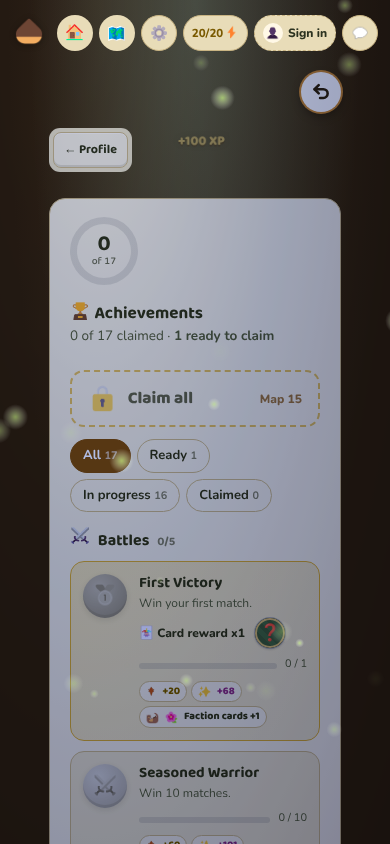 20/20
Sign in
← Profile
+100 XP
0
of 17
Achievements
0 of 17 claimed · 1 ready to claim
Claim all
Map 15
All 17
Ready 1
In progress 16
Claimed 0
Battles 0/5
1
First Victory
Win your first match.
Card reward x1
0 / 1
+20
+68
Faction cards +1
Seasoned Warrior
Win 10 matches.
0 / 10